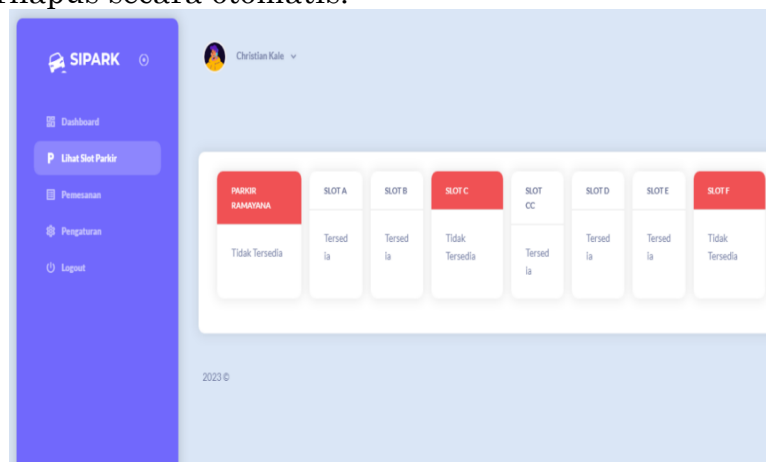 rhapus secara otomatis.
SIPARK
Christian Kale
Dashboard
P Lihat Slot Parkir
Pemesanan
Pengaturan
Logout
PARKIR
RAMAYANA
Tidak Tersedia
SLOT A
Tersed
ia
SLOT B
Tersed
ia
SLOT C
Tidak
Tersedia
SLOT
CC
Tersed
ia
SLOT D
Tersed
ia
SLOT E
Tersed
ia
SLOT F
Tidak
Tersedia
2023 ©